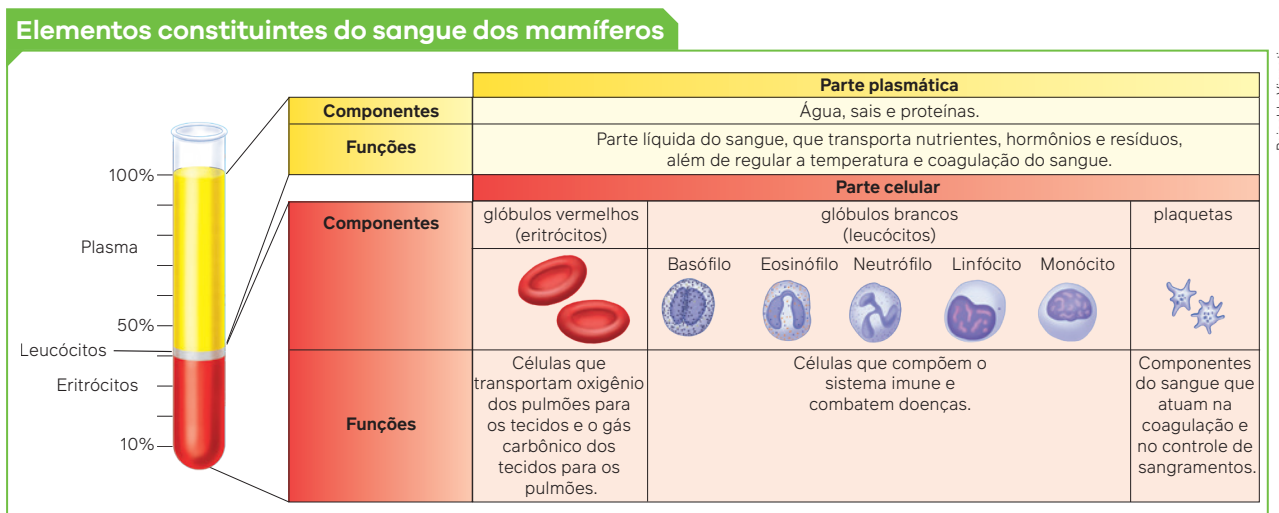 Elementos constituintes do sangue dos mamíferos
Parte plasmática
Componentes
Água, sais e proteínas.
Funções
Parte líquida do sangue, que transporta nutrientes, hormônios e resíduos,
além de regular a temperatura e coagulação do sangue.
Parte celular
Componentes
glóbulos vermelhos
(eritrócitos)
glóbulos brancos
(leucócitos)
plaquetas
Basófilo Eosinófilo Neutrófilo Linfócito Monócito
Funções
Células que
transportam oxigênio
dos pulmões para
os tecidos e o gás
carbônico dos
tecidos para os
pulmões.
Células que compõem o
sistema imune e
combatem doenças.
Componentes
do sangue que
atuam na
coagulação e
no controle de
sangramentos.
100%
Plasma
50%
Leucócitos
Eritrócitos
10%